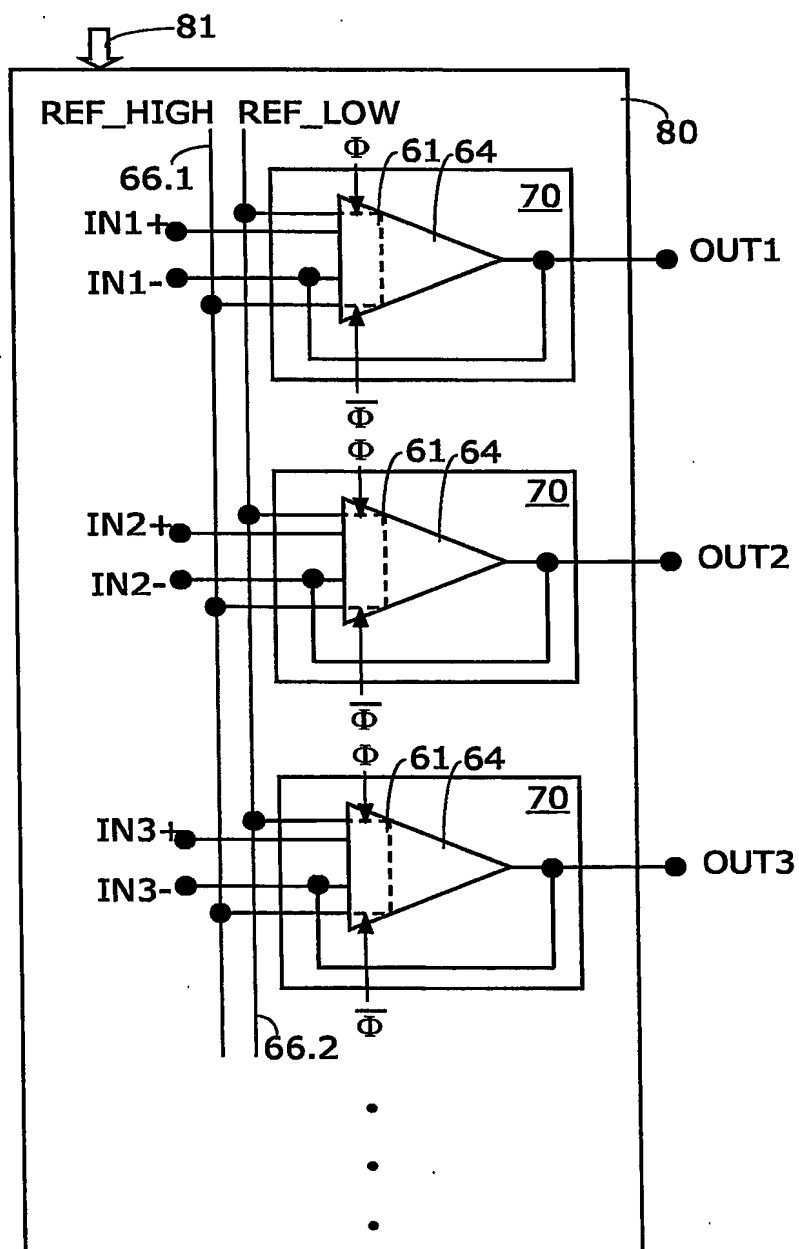 81
REF_HIGH REF_LOW
80
66.1
Φ
61 64
70
IN1+
IN1-
OUT1
Φ̅
Φ
61 64
70
IN2+
IN2-
OUT2
Φ̅
Φ
61 64
70
IN3+
IN3-
OUT3
Φ̅
66.2